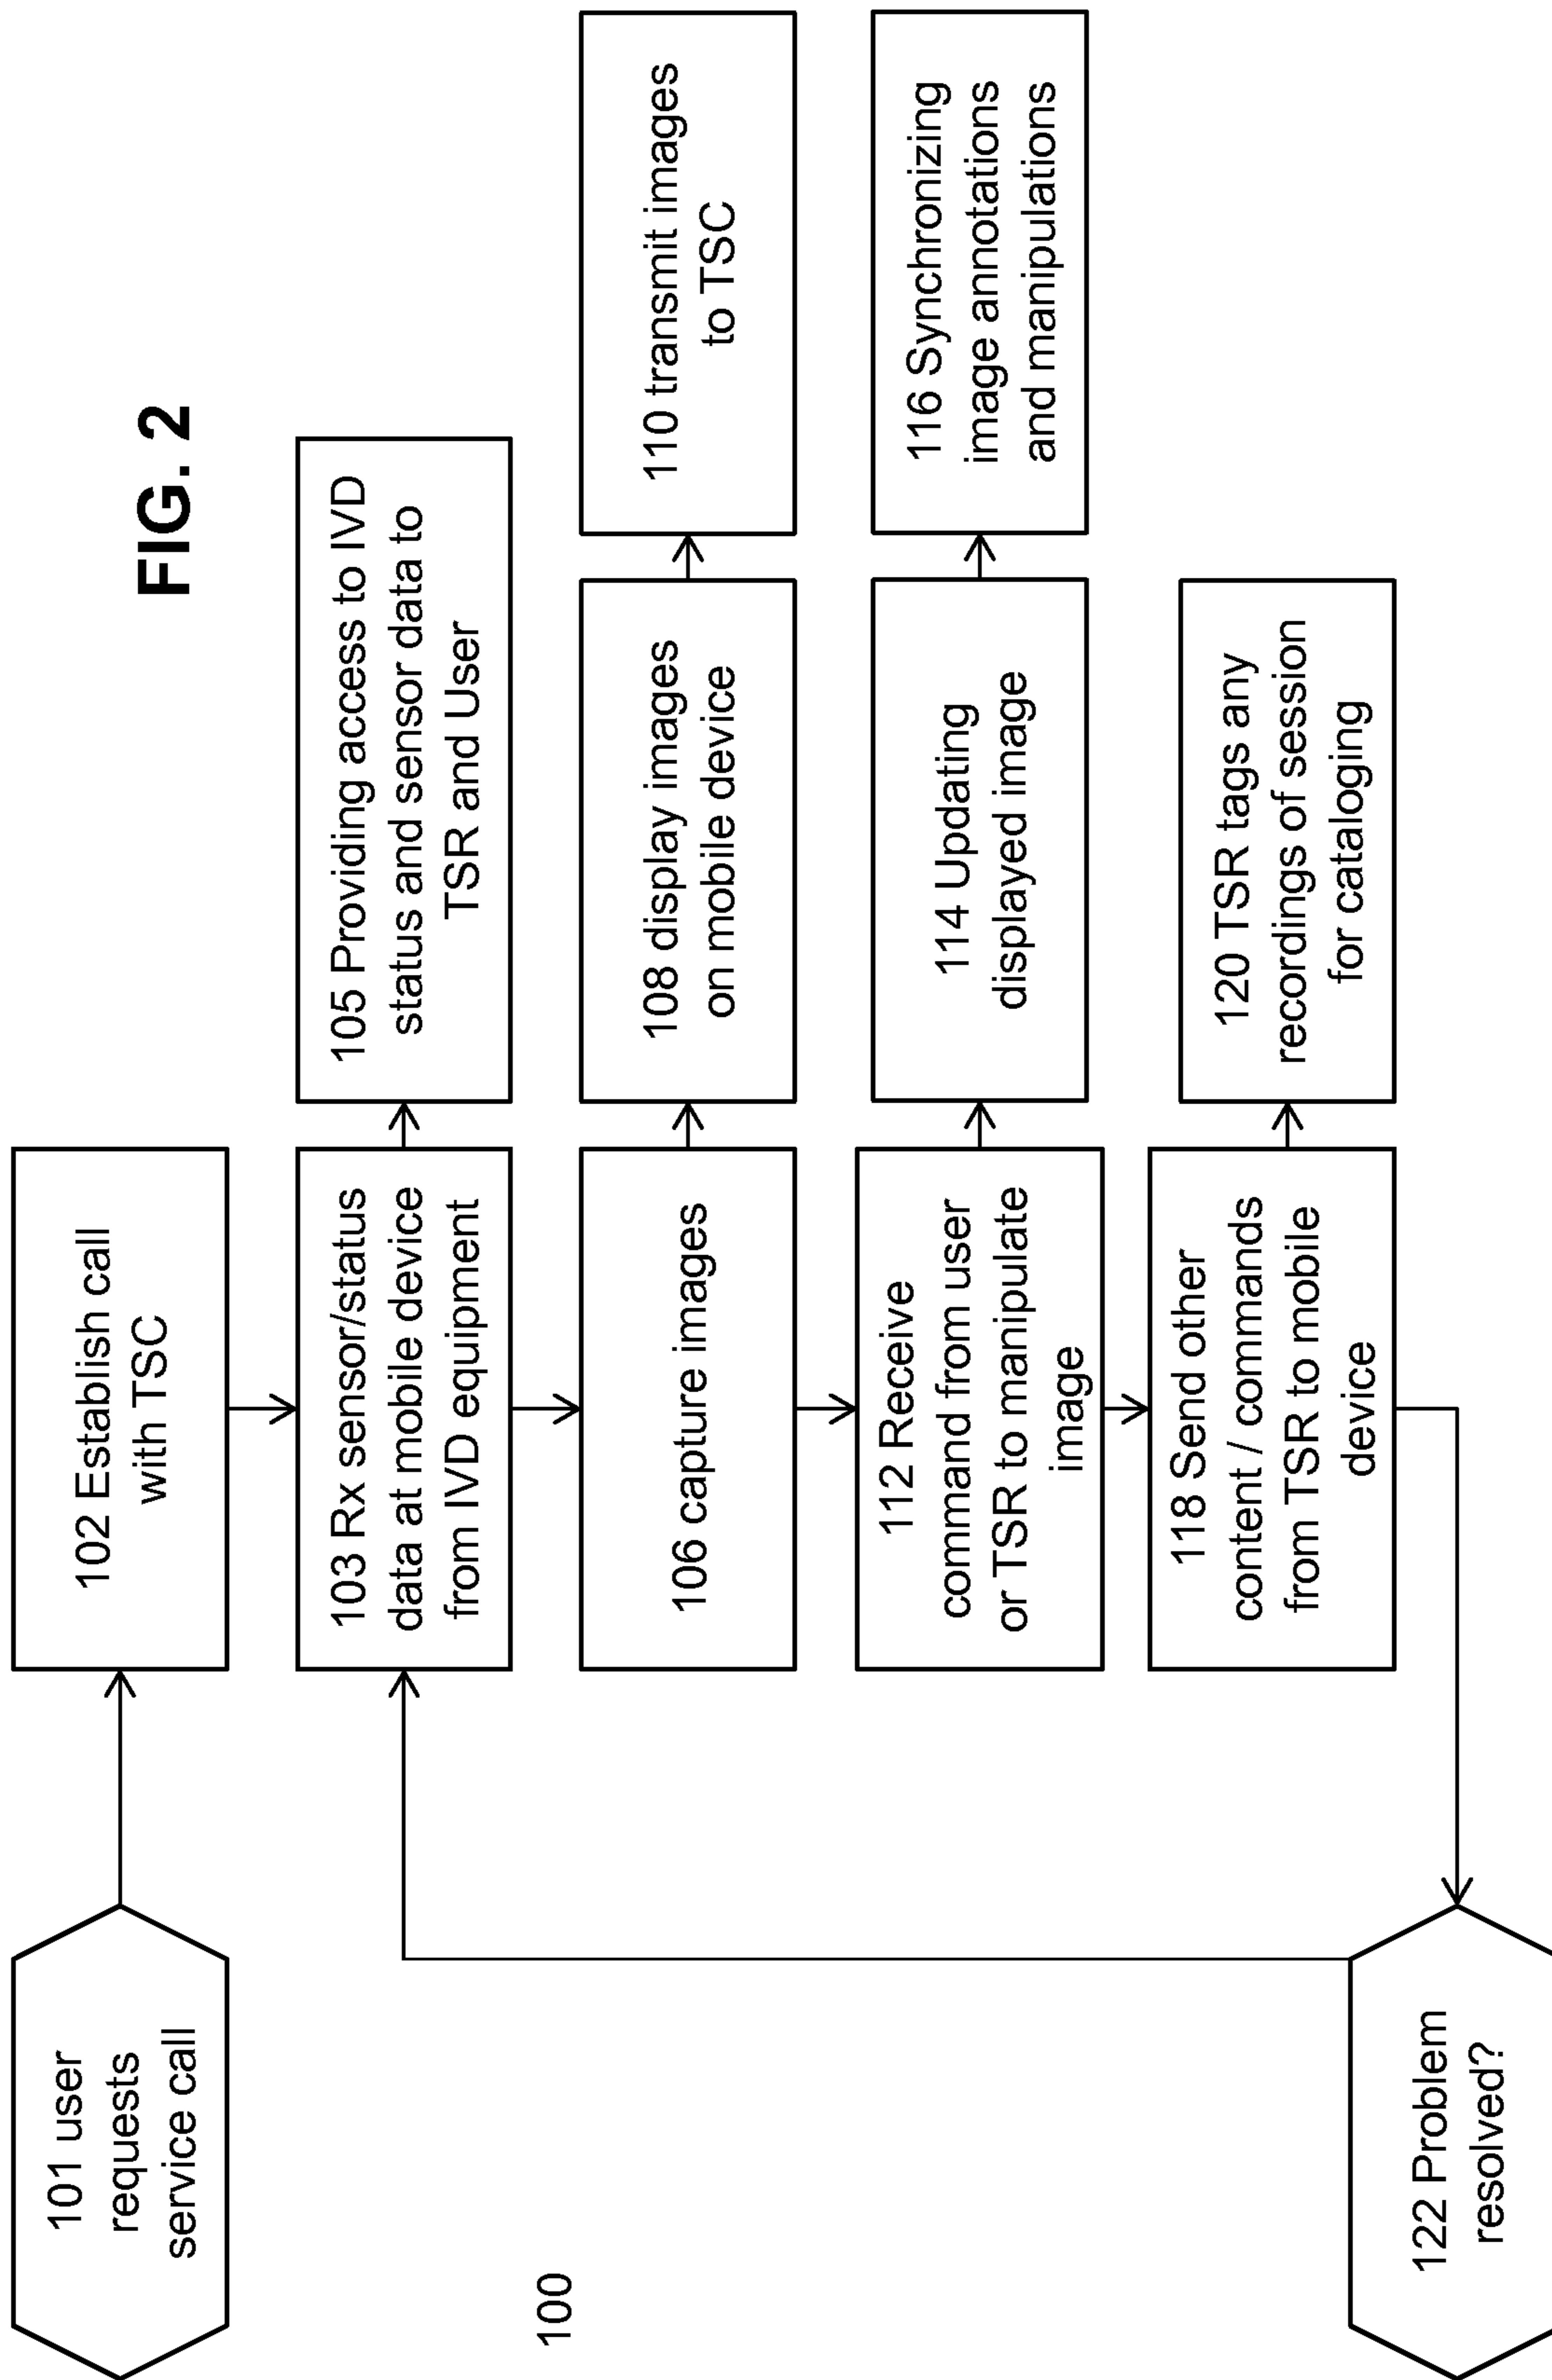 FIG. 2
101 user
requests
service call
102 Establish call
with TSC
103 Rx sensor/status
data at mobile device
from IVD equipment
105 Providing access to IVD
status and sensor data to
TSR and User
100
106 capture images
108 display images
on mobile device
110 transmit images
to TSC
112 Receive
command from user
or TSR to manipulate
image
114 Updating
displayed image
116 Synchronizing
image annotations
and manipulations
118 Send other
content / commands
from TSR to mobile
device
120 TSR tags any
recordings of session
for cataloging
122 Problem
resolved?